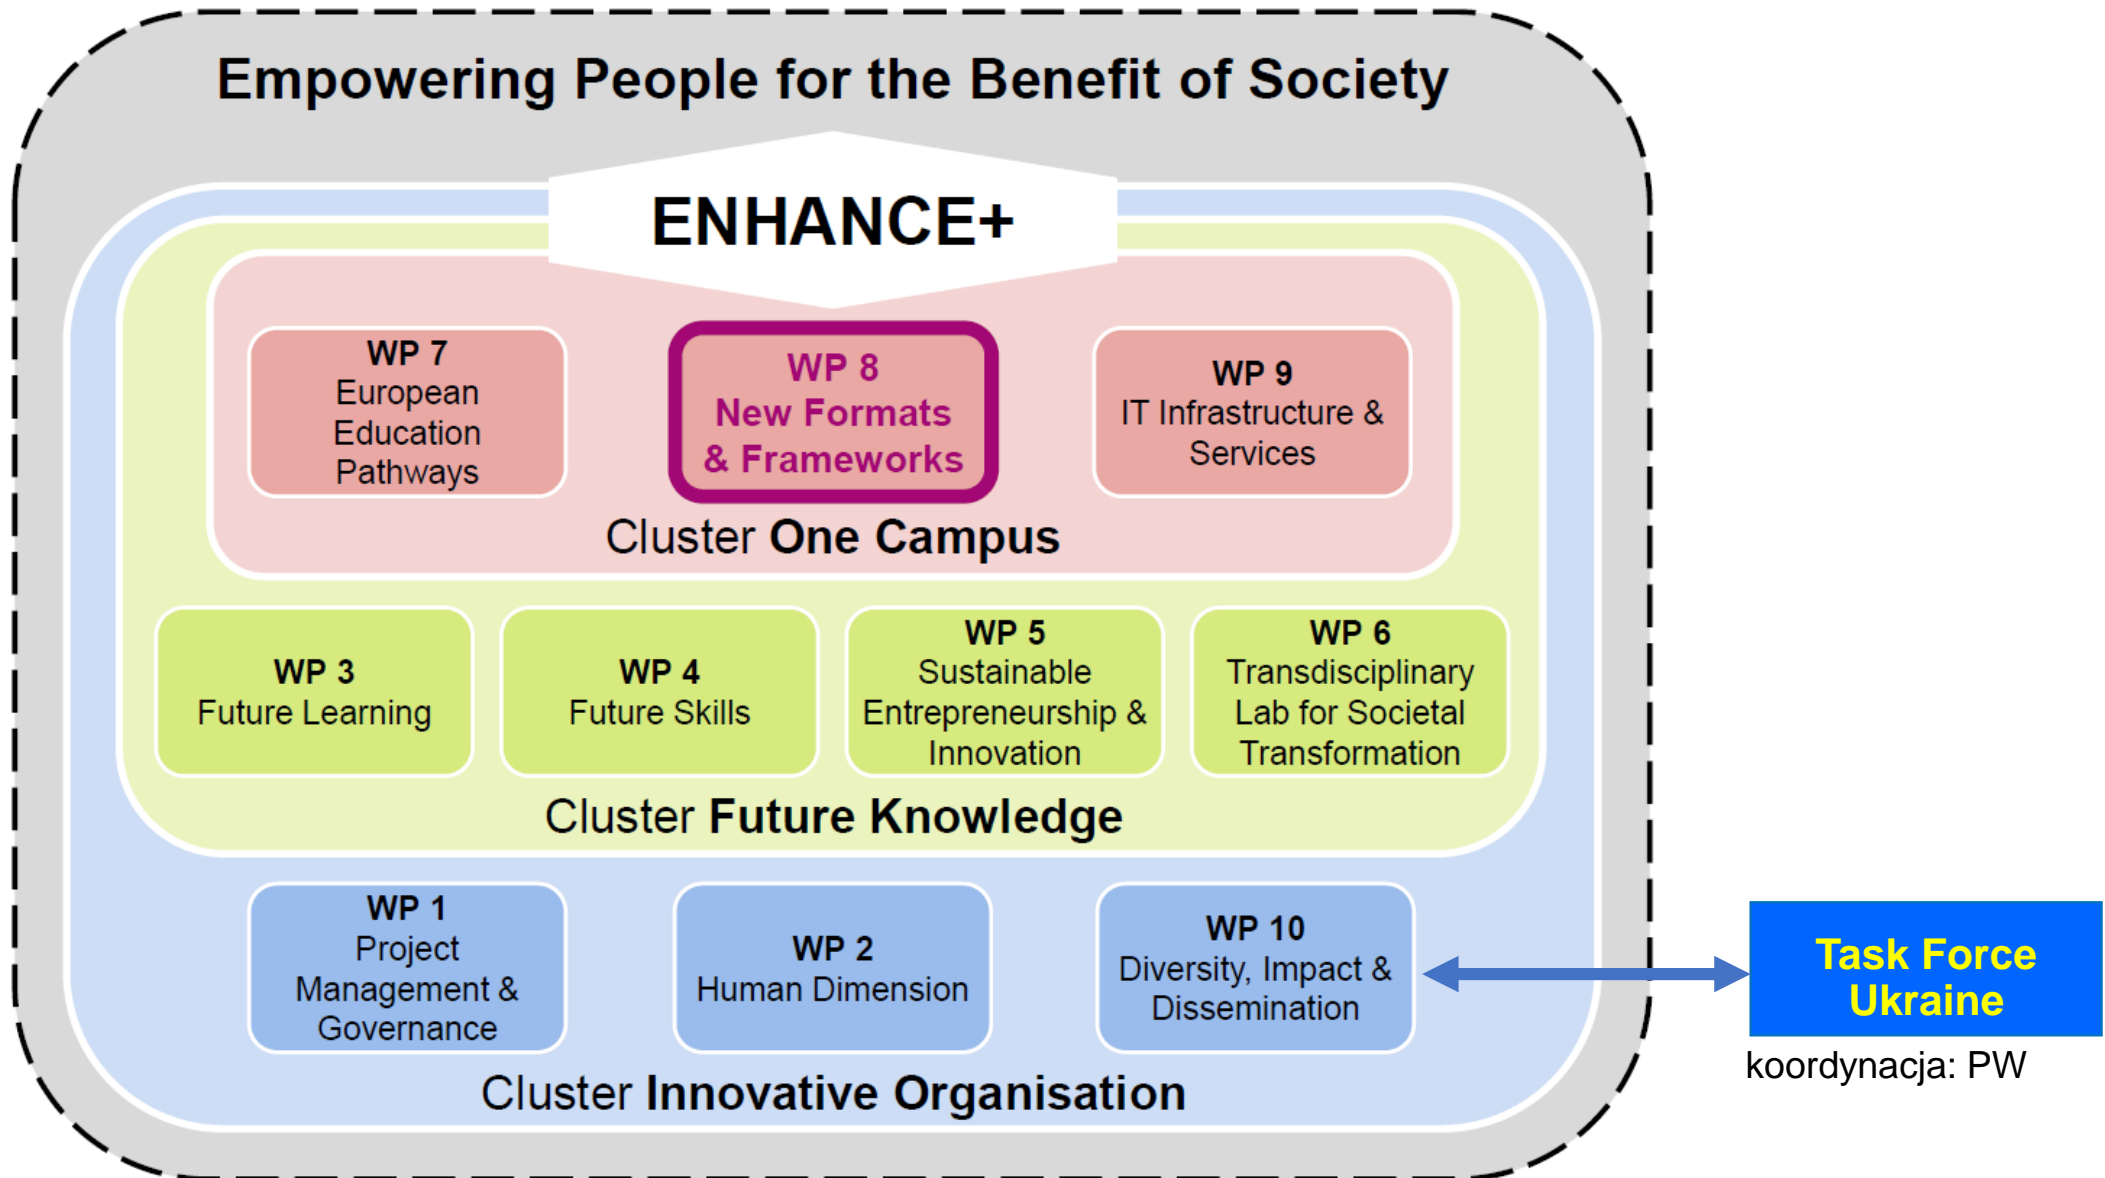 Empowering People for the Benefit of Society
ENHANCE+
WP 7
European
Education
Pathways
WP 8
New Formats
& Frameworks
WP 9
IT Infrastructure &
Services
Cluster One Campus
WP 3
Future Learning
WP 4
Future Skills
WP 5
Sustainable
Entrepreneurship &
Innovation
WP 6
Transdisciplinary
Lab for Societal
Transformation
Cluster Future Knowledge
WP 1
Project
Management &
Governance
WP 2
Human Dimension
WP 10
Diversity, Impact &
Dissemination
Cluster Innovative Organisation
Task Force
Ukraine
koordynacja: PW